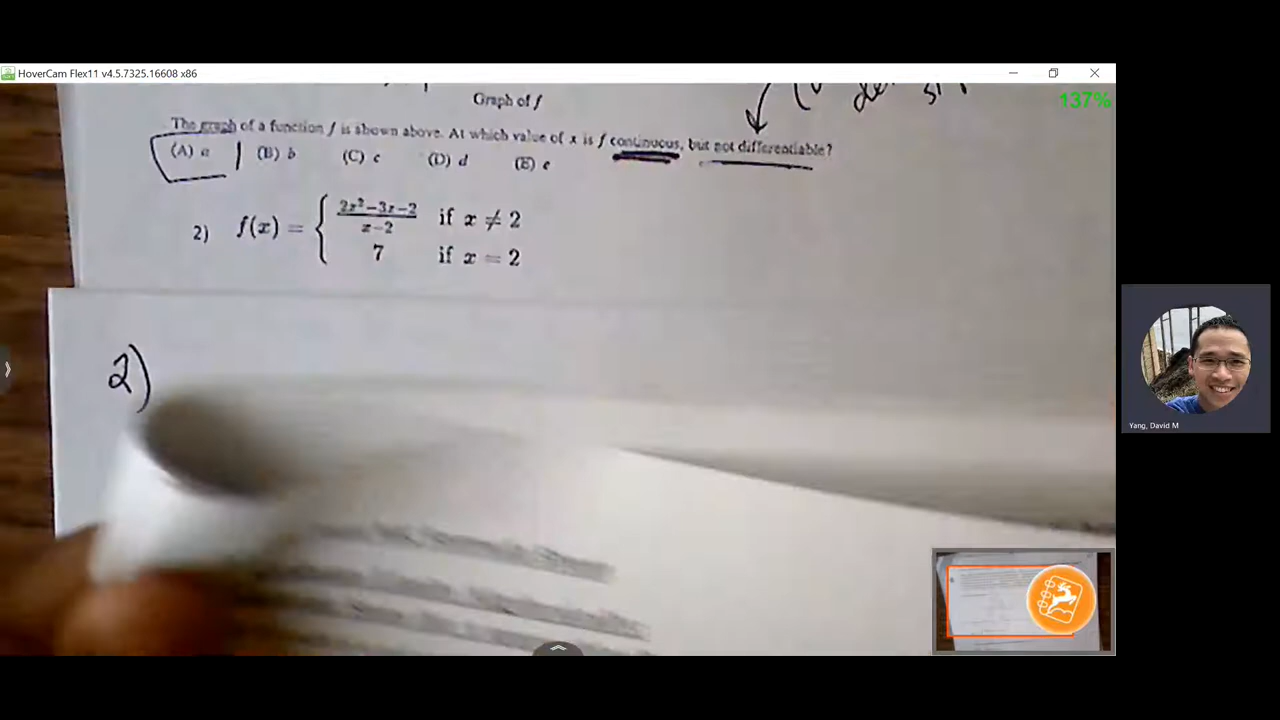 HoverCam Flex11 v4.5.7325.16608 x86
137%
Graph of f
The graph of a function f is shown above. At which value of x is f continuous, but not differentiable?
(A) a (B) b (C) c (D) d (E) e
2) f(x) = { 2x²−3x−2 / x−2 if x ≠ 2
7 if x = 2
2)
Yang, David M